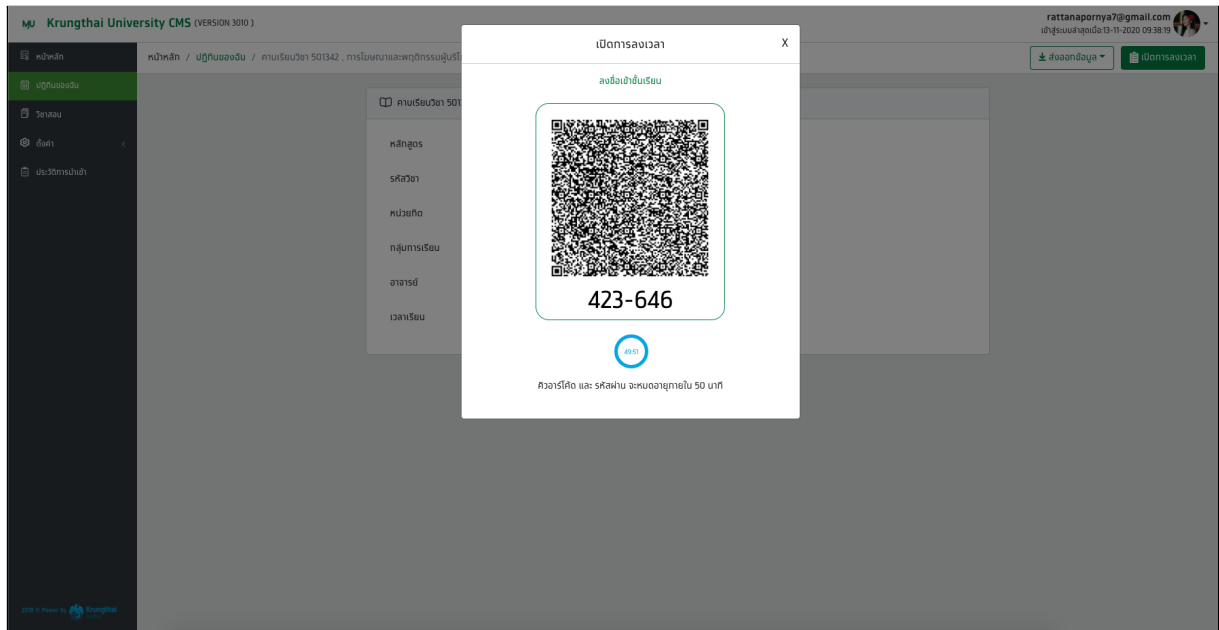 MJU Krungthai University CMS (VERSION 3010 )
rattanapornya7@gmail.com
เข้าสู่ระบบล่าสุดเมื่อ:13-11-2020 09:38:19
หน้าหลัก
ปฏิทินของฉัน
วิชาสอน
ตั้งค่า
ประวัติการนำเข้า
หน้าหลัก / ปฏิทินของฉัน / คาบเรียนวิชา 501342 , การโฆษณาและพฤติกรรมผู้บริโ
ส่งออกข้อมูล
เปิดการลงเวลา
คาบเรียนวิชา 501
หลักสูตร
รหัสวิชา
หน่วยกิต
กลุ่มการเรียน
อาจารย์
เวลาเรียน
เปิดการลงเวลา X
ลงชื่อเข้าชั้นเรียน
423-646
49:51
คิวอาร์โค้ด และ รหัสผ่าน จะหมดอายุภายใน 50 นาที
2018 © Power By Krungthai